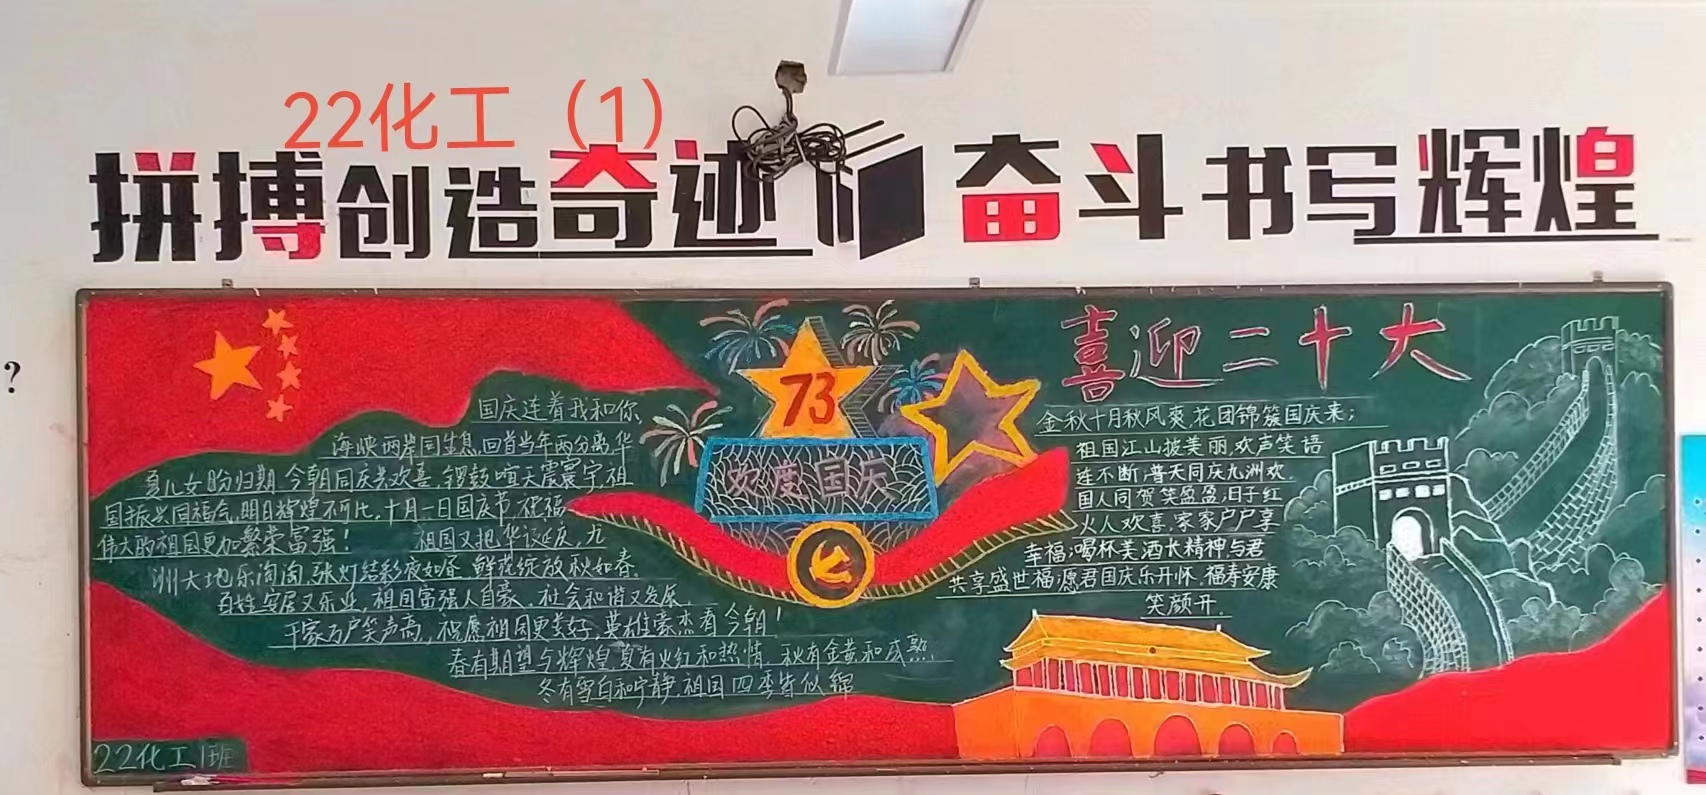 22化工（1）
拼搏创造奇迹 奋斗书写辉煌
?
喜迎二十大
73
欢度国庆
国庆连着我和你,
海峡两岸同生息,回首当年两分离,华
夏儿女盼归期,今朝同庆共欢喜,锣鼓喧天震寰宇,祖
国振兴国福气,明日辉煌不可比,十月一日国庆节,祝福
伟大的祖国更加繁荣富强！ 祖国又把华诞庆,九
洲大地乐淘淘,张灯结彩夜如昼,鲜花绽放秋如春,
百姓安居又乐业,祖国富强人自豪,社会和谐又发展,
千家万户笑声高,祝愿祖国更美好,英雄豪杰看今朝！
春有期望与辉煌,夏有火红和热情,秋有金黄和成熟
冬有雪白和宁静,祖国四季皆似锦
金秋十月秋风爽,花团锦簇国庆来；
祖国江山披美丽,欢声笑语
连不断；普天同庆九洲欢,
国人同贺笑盈盈；日子红
火人欢喜,家家户户享
幸福；喝杯美酒长精神,与君
共享盛世福；愿君国庆乐开怀,福寿安康
笑颜开.
22化工1班